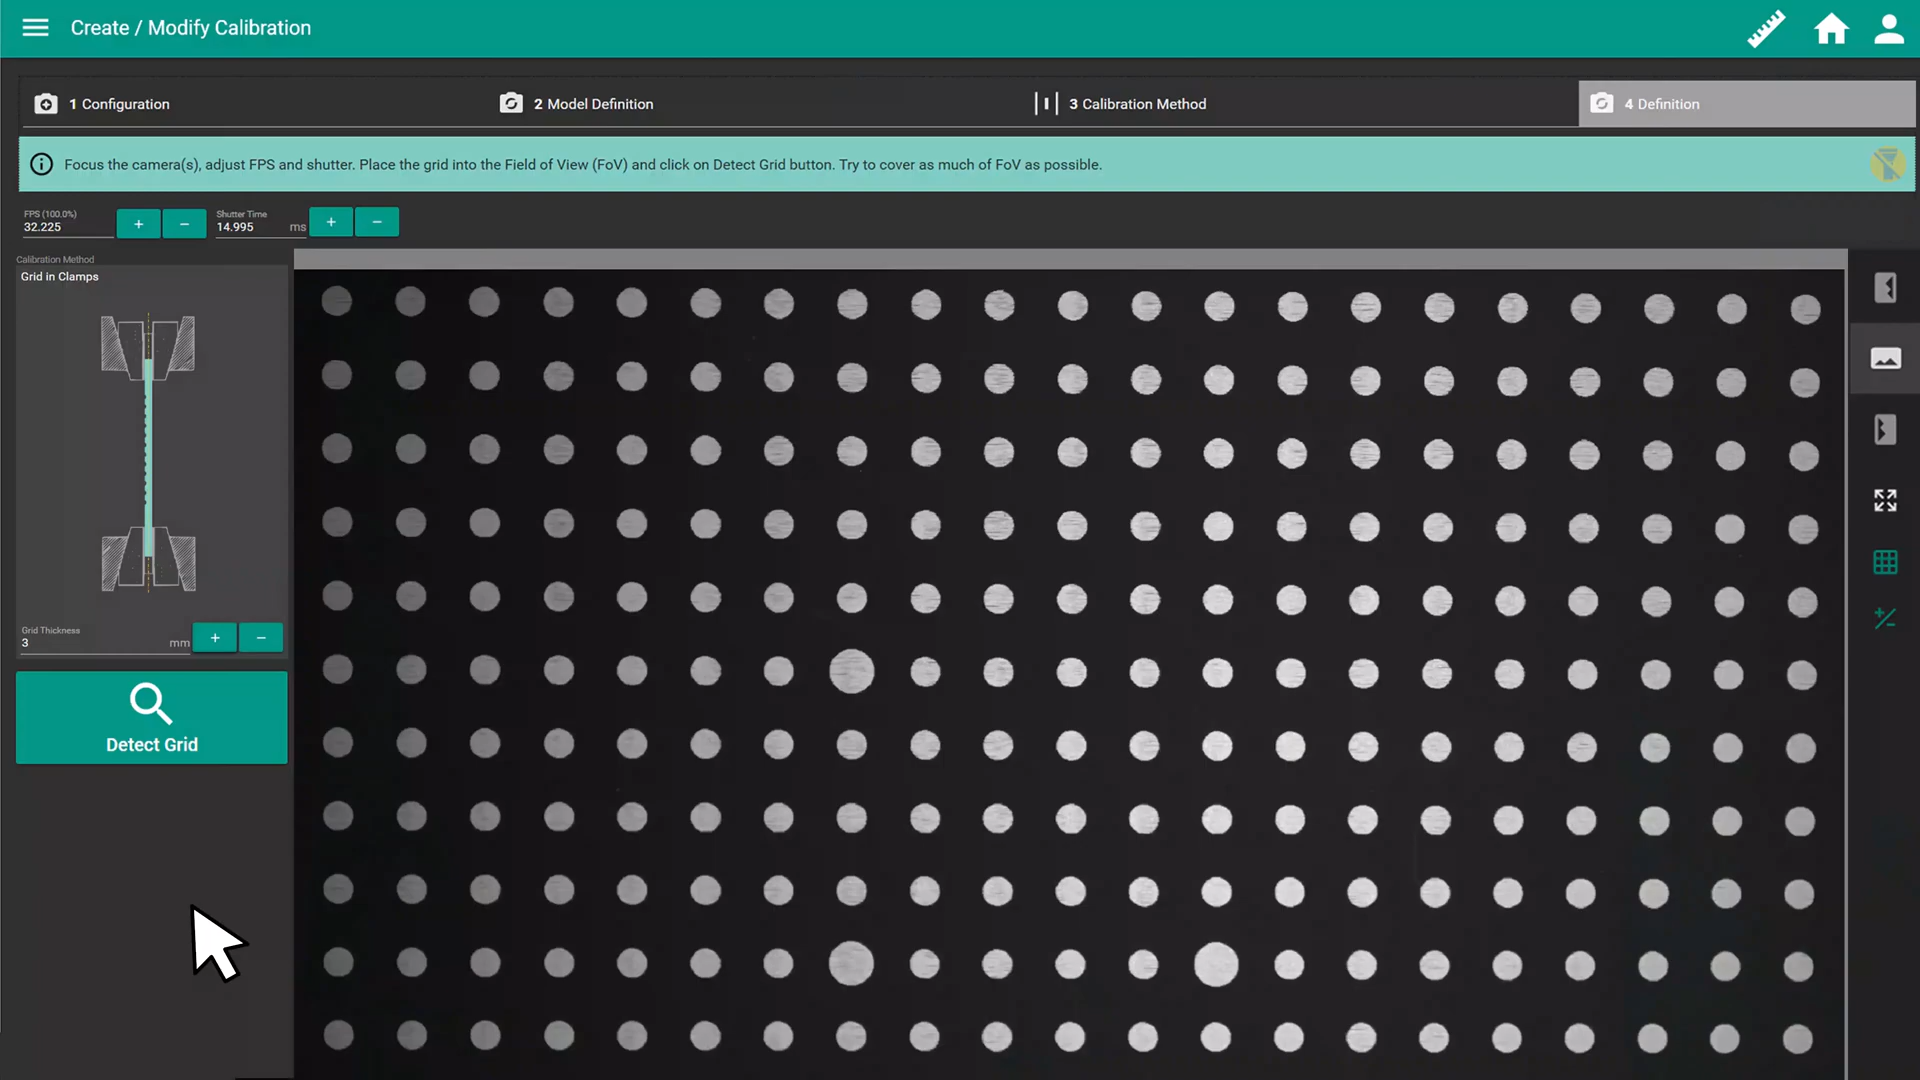 Create / Modify Calibration
1 Configuration
2 Model Definition
3 Calibration Method
4 Definition
Focus the camera(s), adjust FPS and shutter. Place the grid into the Field of View (FoV) and click on Detect Grid button. Try to cover as much of FoV as possible.
FPS (100.0%)
32.225
+
−
Shutter Time
14.995 ms
+
−
Calibration Method
Grid in Clamps
Grid Thickness
3 mm
+
−
Detect Grid